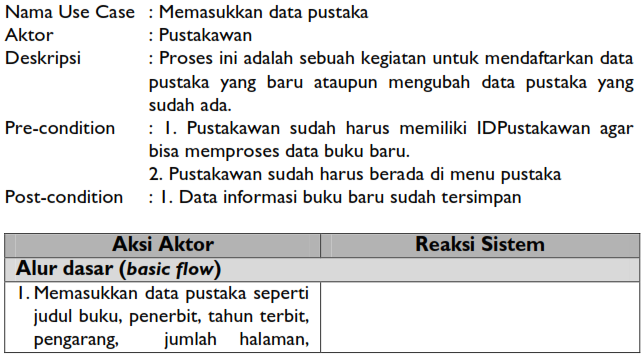 Nama Use Case : Memasukkan data pustaka
Aktor : Pustakawan
Deskripsi : Proses ini adalah sebuah kegiatan untuk mendaftarkan data
pustaka yang baru ataupun mengubah data pustaka yang
sudah ada.
Pre-condition : 1. Pustakawan sudah harus memiliki IDPustakawan agar
bisa memproses data buku baru.
2. Pustakawan sudah harus berada di menu pustaka
Post-condition : 1. Data informasi buku baru sudah tersimpan
Aksi Aktor Reaksi Sistem
Alur dasar (basic flow)
1. Memasukkan data pustaka seperti
judul buku, penerbit, tahun terbit,
pengarang, jumlah halaman,